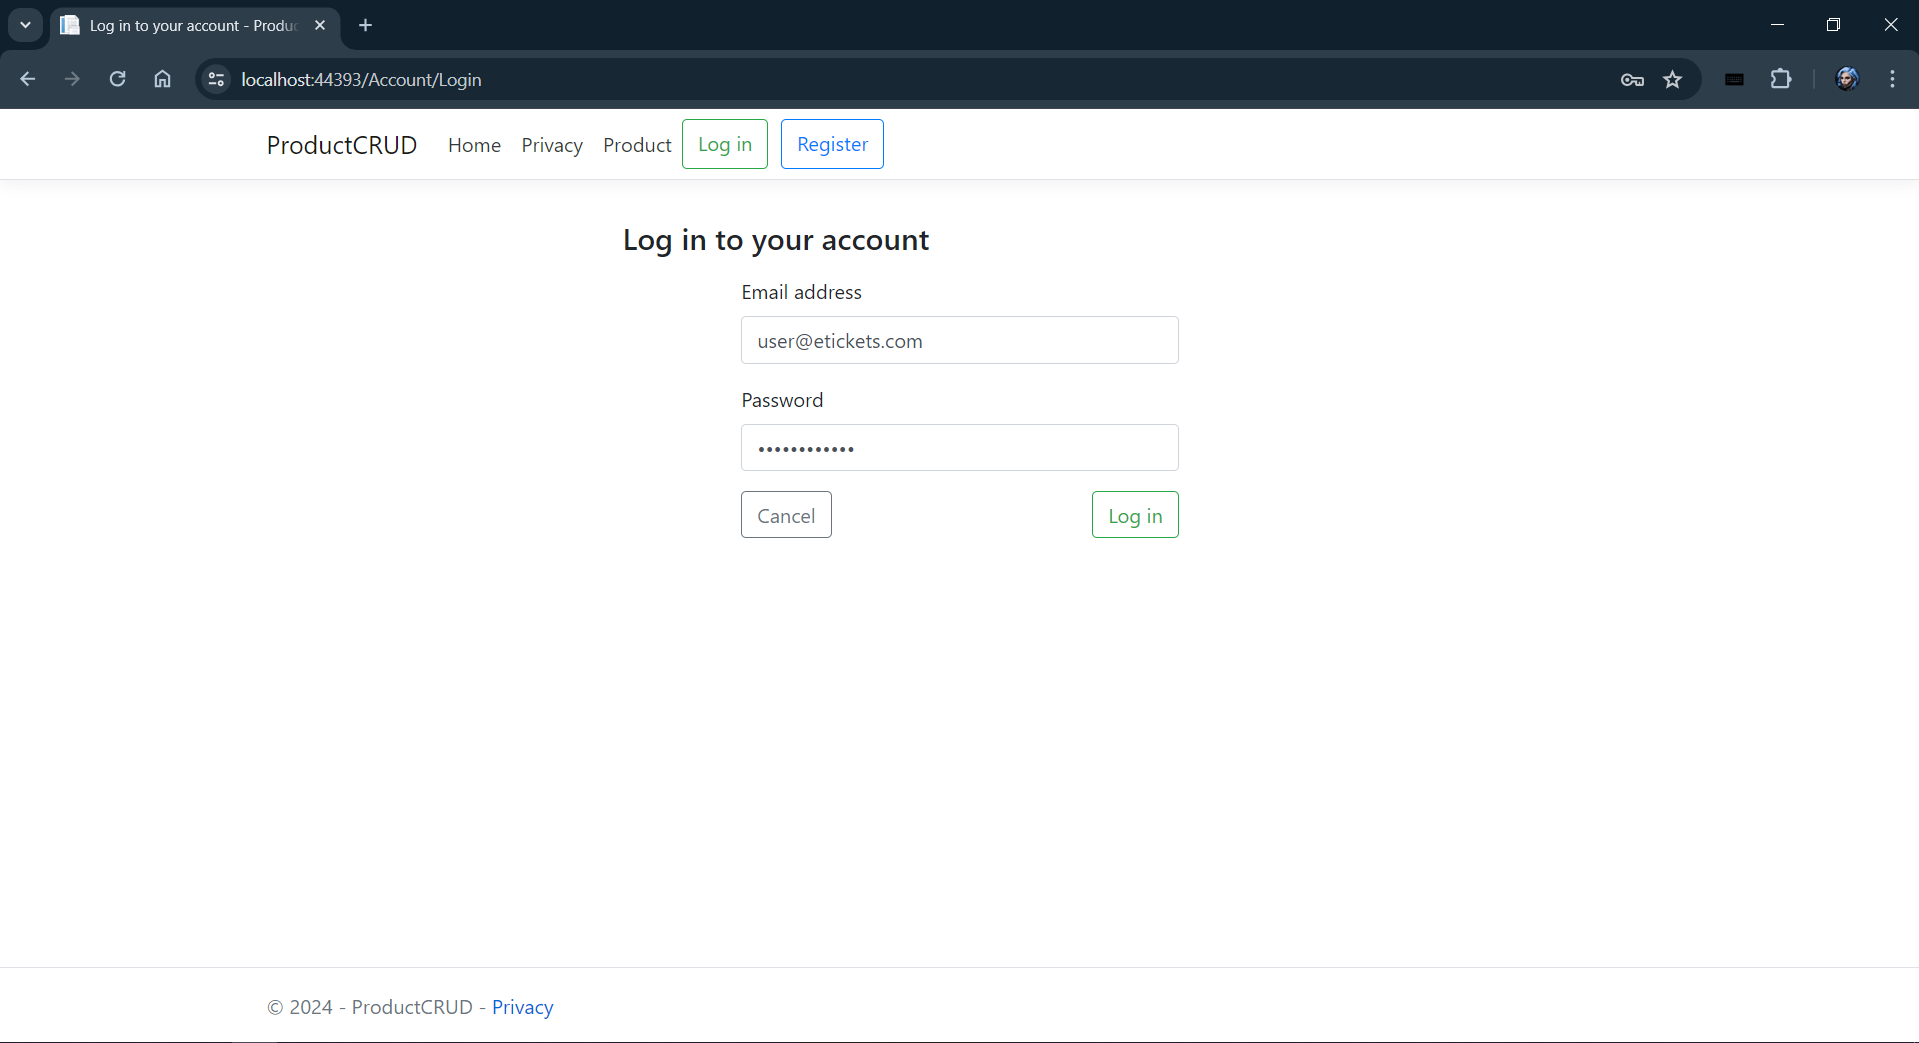 Log in to your account - Produc
localhost:44393/Account/Login
ProductCRUD Home Privacy Product Log in Register
Log in to your account
Email address
user@etickets.com
Password
••••••••••••
Cancel Log in
© 2024 - ProductCRUD - Privacy